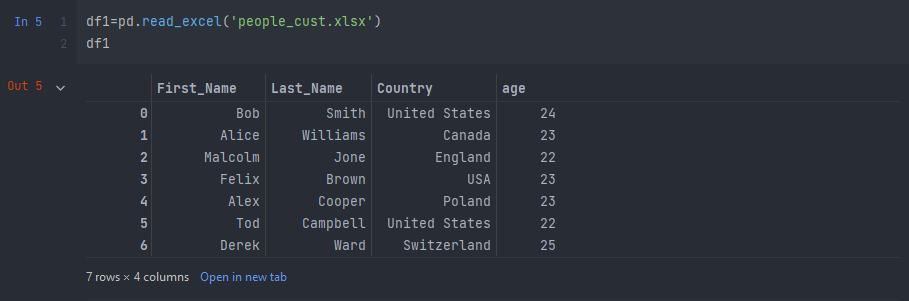 In 5 1 df1=pd.read_excel('people_cust.xlsx')
2 df1
Out 5 First_Name Last_Name Country age
0 Bob Smith United States 24
1 Alice Williams Canada 23
2 Malcolm Jone England 22
3 Felix Brown USA 23
4 Alex Cooper Poland 23
5 Tod Campbell United States 22
6 Derek Ward Switzerland 25
7 rows × 4 columns Open in new tab